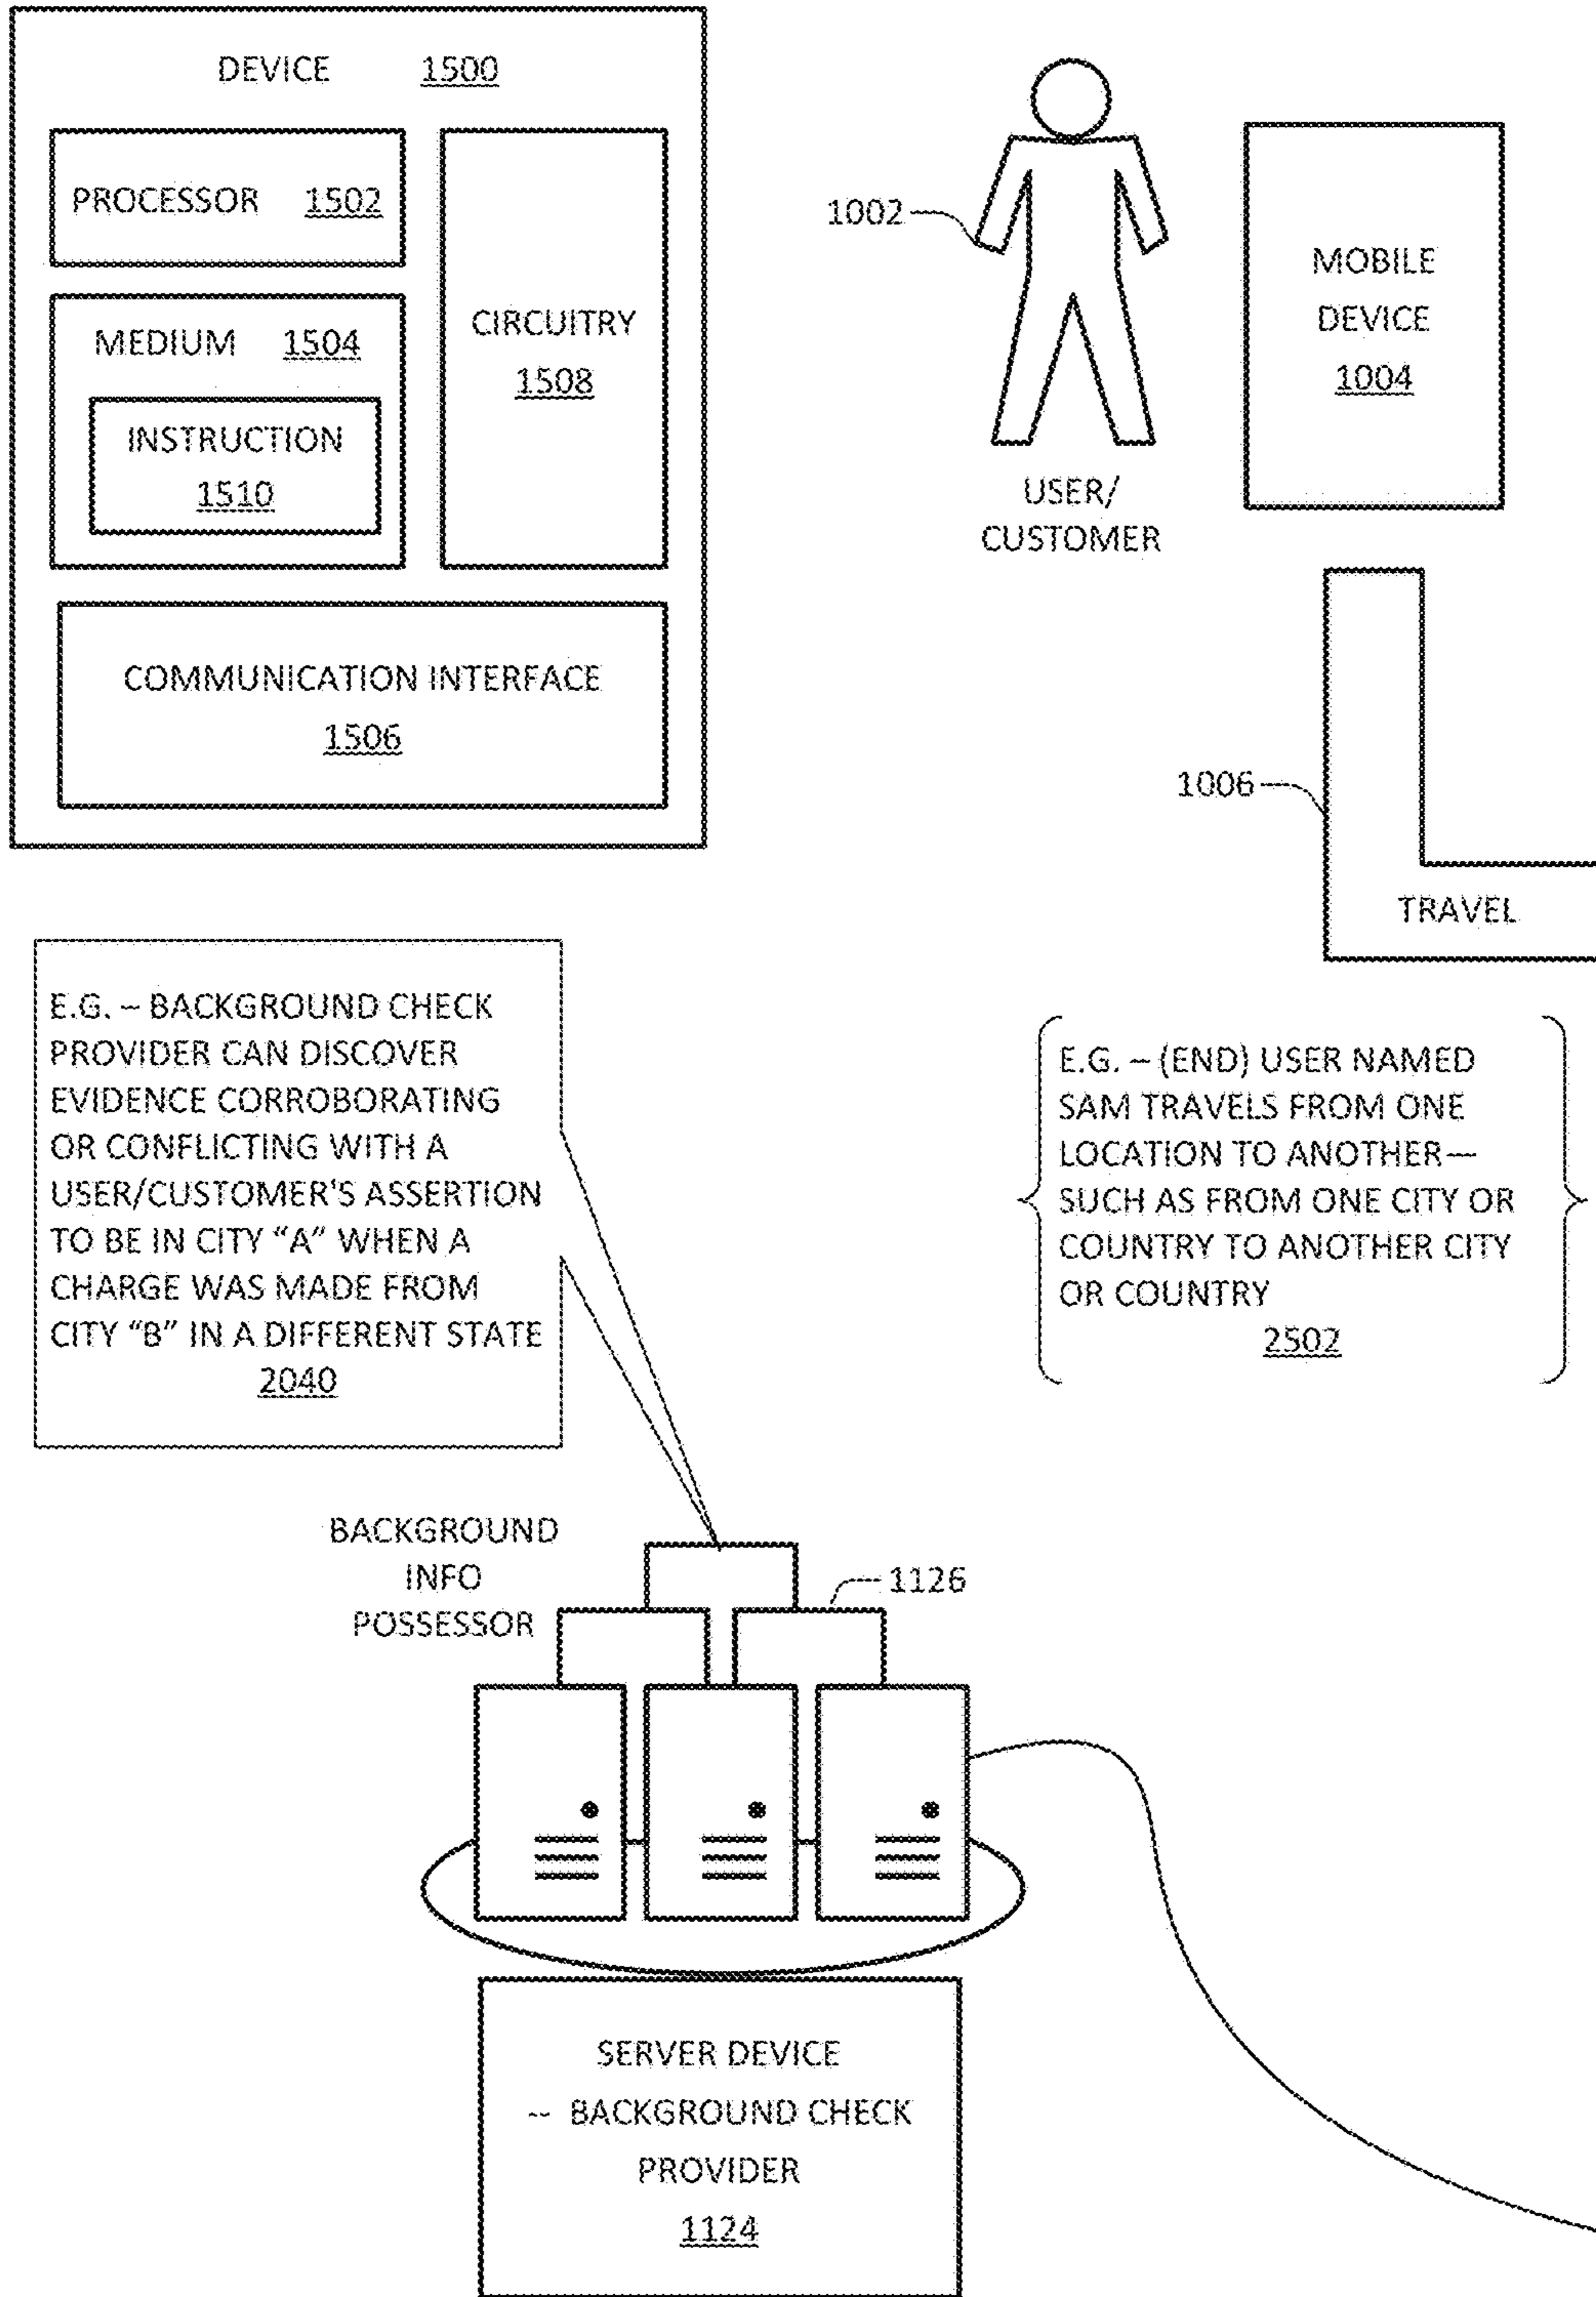 DEVICE 1500
PROCESSOR 1502
MEDIUM 1504
INSTRUCTION
1510
CIRCUITRY
1508
COMMUNICATION INTERFACE
1506
1002
USER/
CUSTOMER
MOBILE
DEVICE
1004
1006
TRAVEL
E.G. – BACKGROUND CHECK
PROVIDER CAN DISCOVER
EVIDENCE CORROBORATING
OR CONFLICTING WITH A
USER/CUSTOMER'S ASSERTION
TO BE IN CITY “A” WHEN A
CHARGE WAS MADE FROM
CITY “B” IN A DIFFERENT STATE
2040
E.G. – (END) USER NAMED
SAM TRAVELS FROM ONE
LOCATION TO ANOTHER—
SUCH AS FROM ONE CITY OR
COUNTRY TO ANOTHER CITY
OR COUNTRY
2502
BACKGROUND
INFO
POSSESSOR
1126
SERVER DEVICE
-- BACKGROUND CHECK
PROVIDER
1124